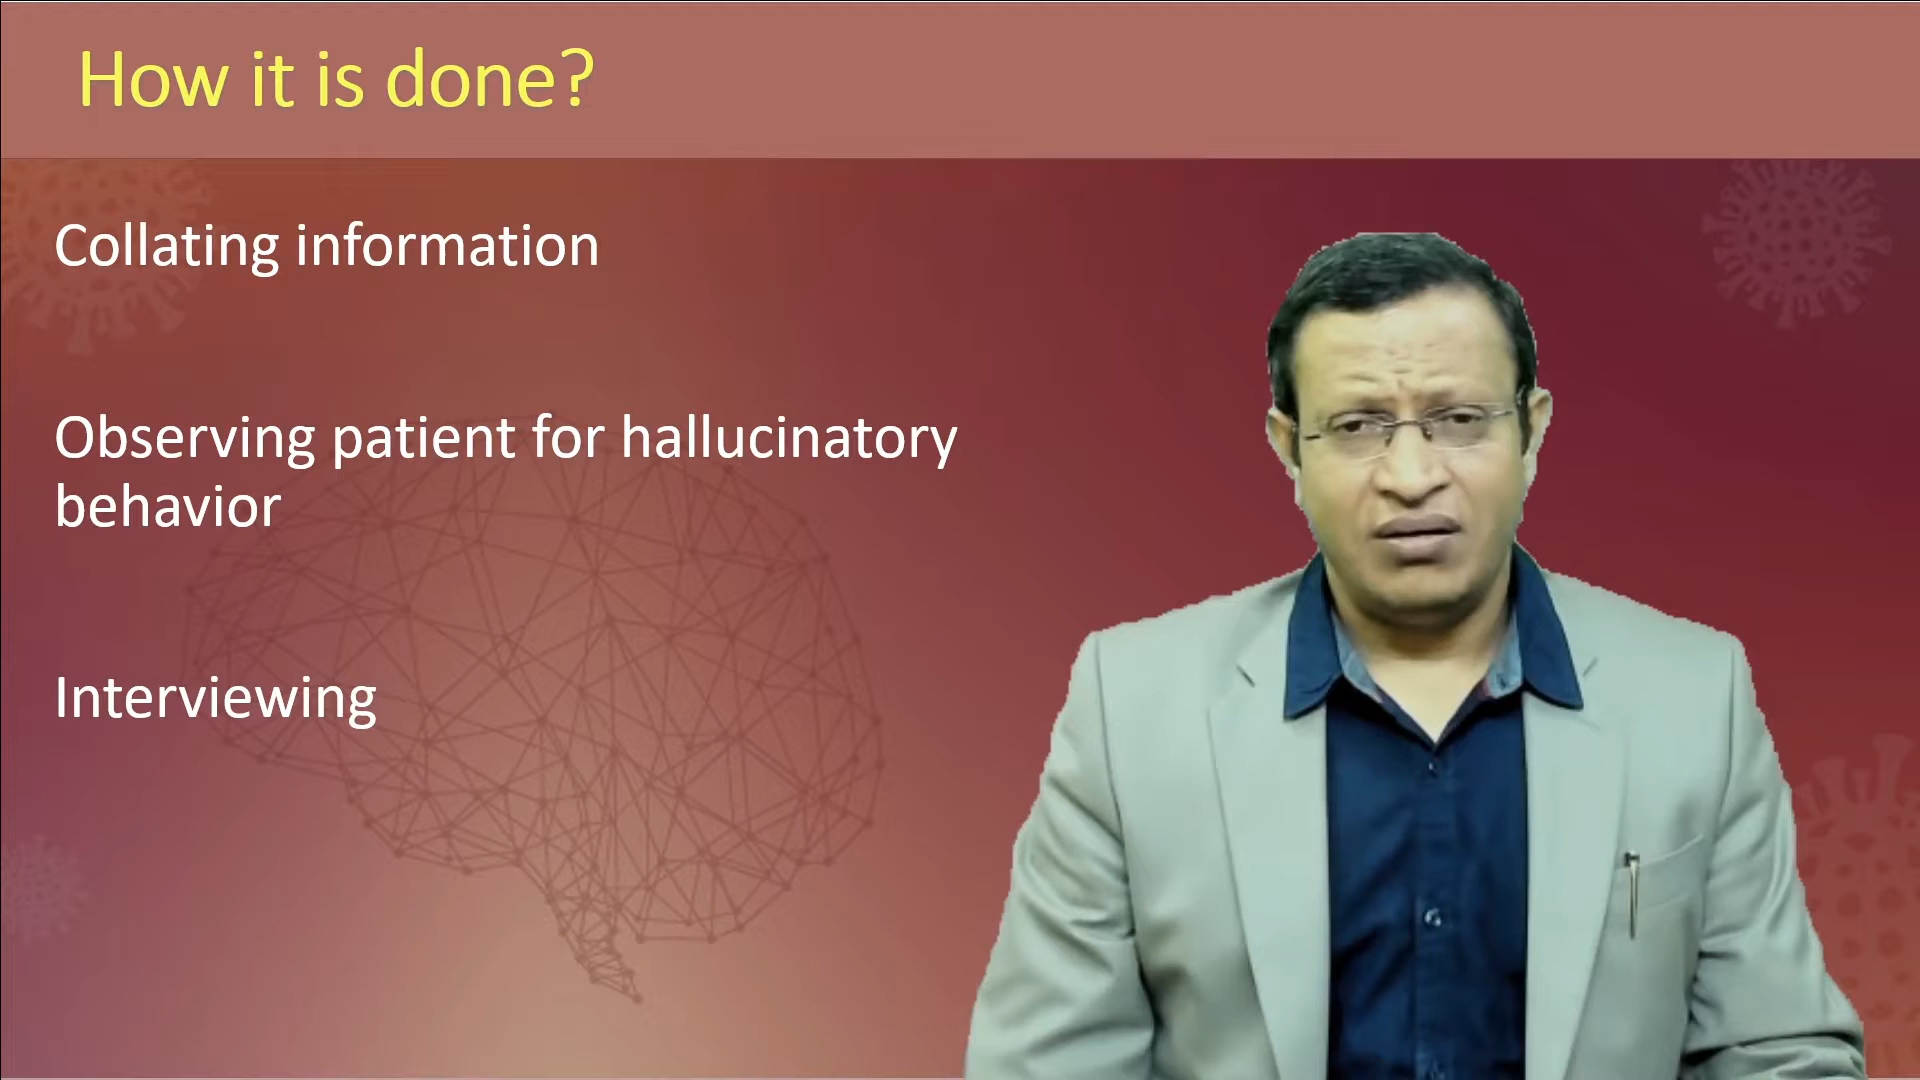 How it is done?
Collating information
Observing patient for hallucinatory
behavior
Interviewing